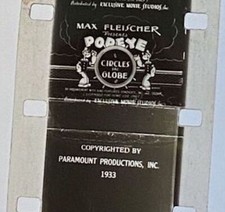 Distributed by EXCLUSIVE MOVIE STUDIOS Inc
MAX FLEISCHER
Presents
POPEYE
CIRCLES
the
GLOBE
by EXCLUSIVE MOVIE STUDIOS Inc
COPYRIGHTED BY
PARAMOUNT PRODUCTIONS, INC.
1933